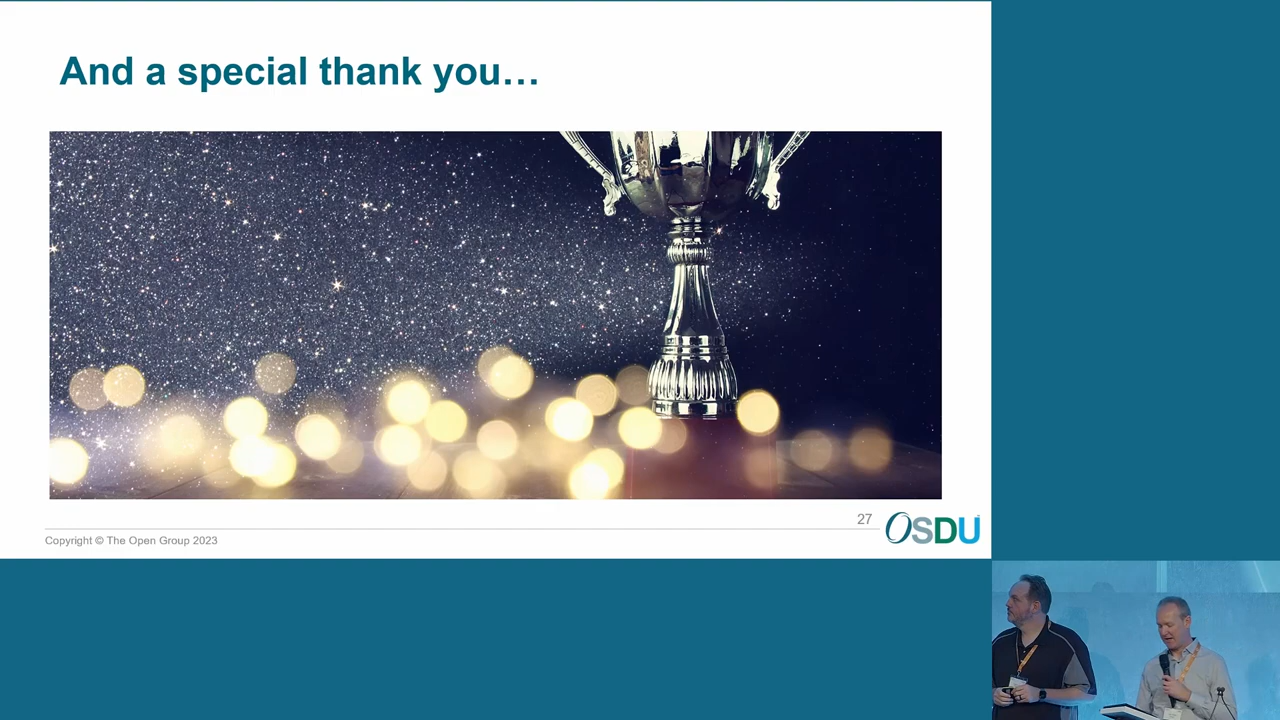 And a special thank you…
27
OSDU
Copyright © The Open Group 2023